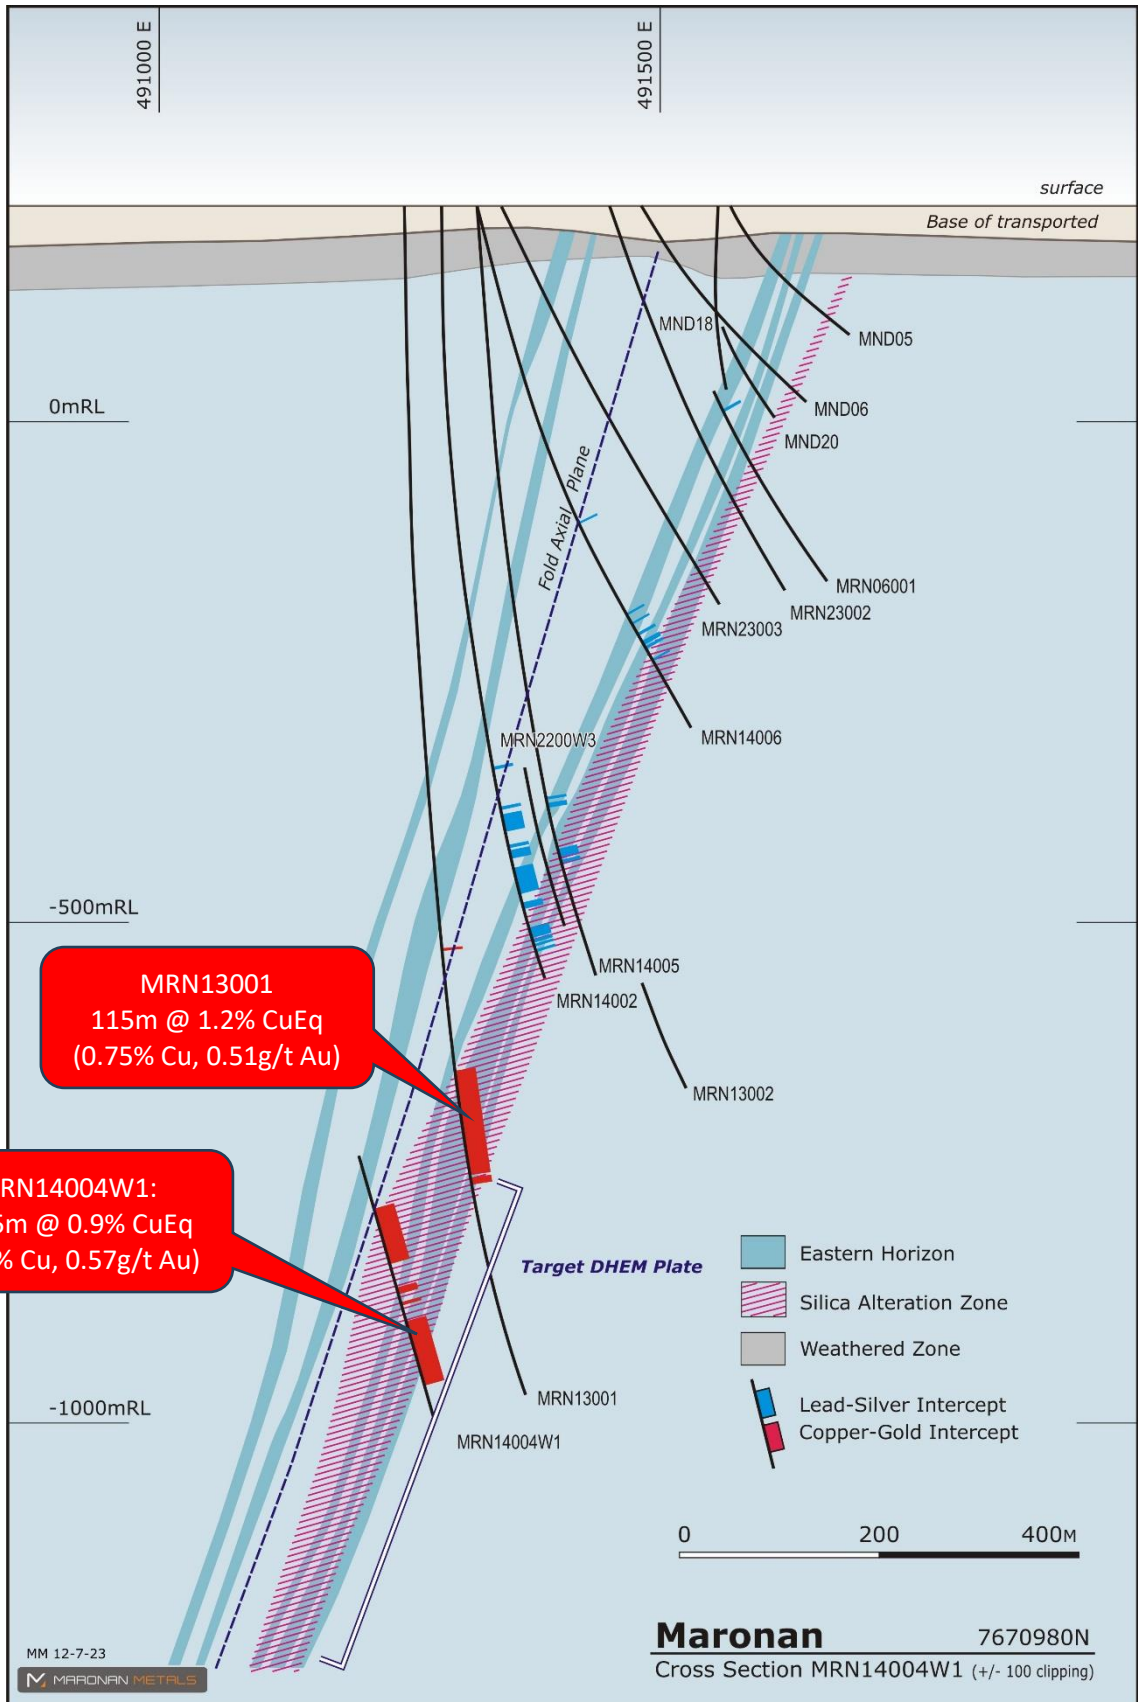 491000 E
491500 E
surface
Base of transported
MND18
MND05
0mRL
MND06
MND20
Fold Axial Plane
MRN06001
MRN23002
MRN23003
MRN14006
MRN2200W3
-500mRL
MRN14005
MRN14002
MRN13002
MRN13001
115m @ 1.2% CuEq
(0.75% Cu, 0.51g/t Au)
RN14004W1:
5m @ 0.9% CuEq
% Cu, 0.57g/t Au)
Target DHEM Plate
Eastern Horizon
Silica Alteration Zone
Weathered Zone
Lead-Silver Intercept
Copper-Gold Intercept
MRN13001
-1000mRL
MRN14004W1
0 200 400M
Maronan 7670980N
Cross Section MRN14004W1 (+/- 100 clipping)
MM 12-7-23
MARONAN METALS